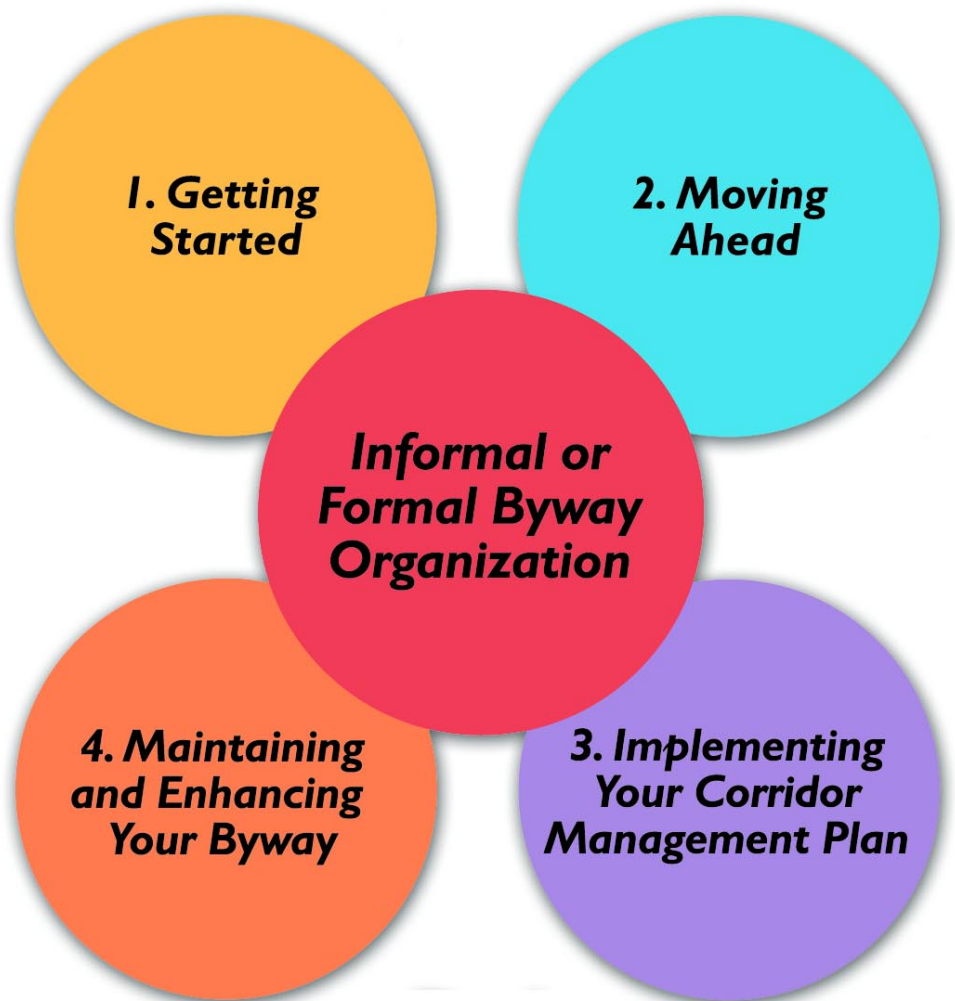 1. Getting
Started
2. Moving
Ahead
Informal or
Formal Byway
Organization
4. Maintaining
and Enhancing
Your Byway
3. Implementing
Your Corridor
Management Plan